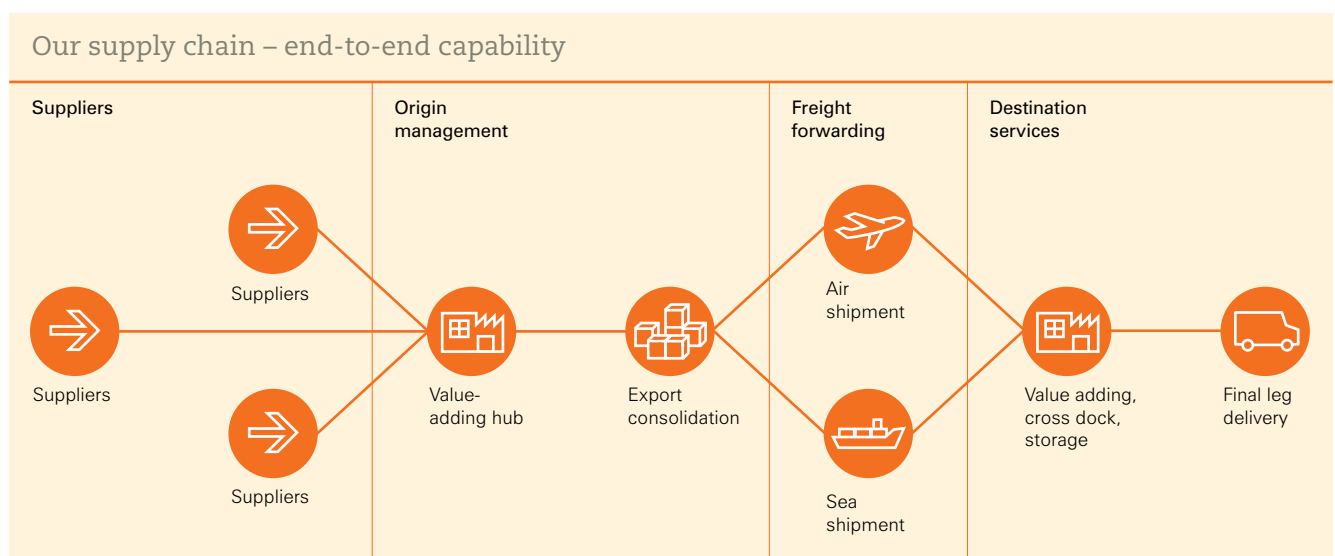 Our supply chain – end-to-end capability
Suppliers
Origin
management
Freight
forwarding
Destination
services
Suppliers
Suppliers
Suppliers
Value-
adding hub
Export
consolidation
Air
shipment
Sea
shipment
Value adding,
cross dock,
storage
Final leg
delivery